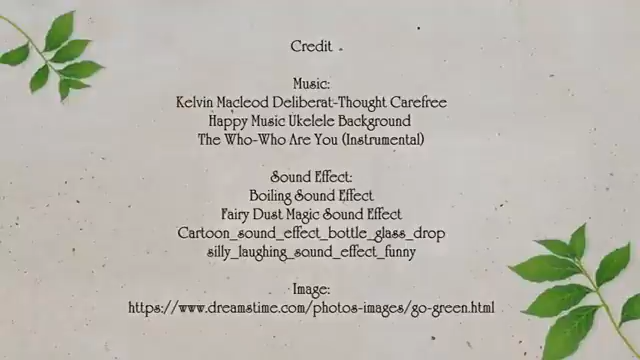 Credit
Music:
Kelvin Macleod Deliberat-Thought Carefree
Happy Music Ukelele Background
The Who-Who Are You (Instrumental)
Sound Effect:
Boiling Sound Effect
Fairy Dust Magic Sound Effect
Cartoon_sound_effect_bottle_glass_drop
silly_laughing_sound_effect_funny
Image:
https://www.dreamstime.com/photos-images/go-green.html